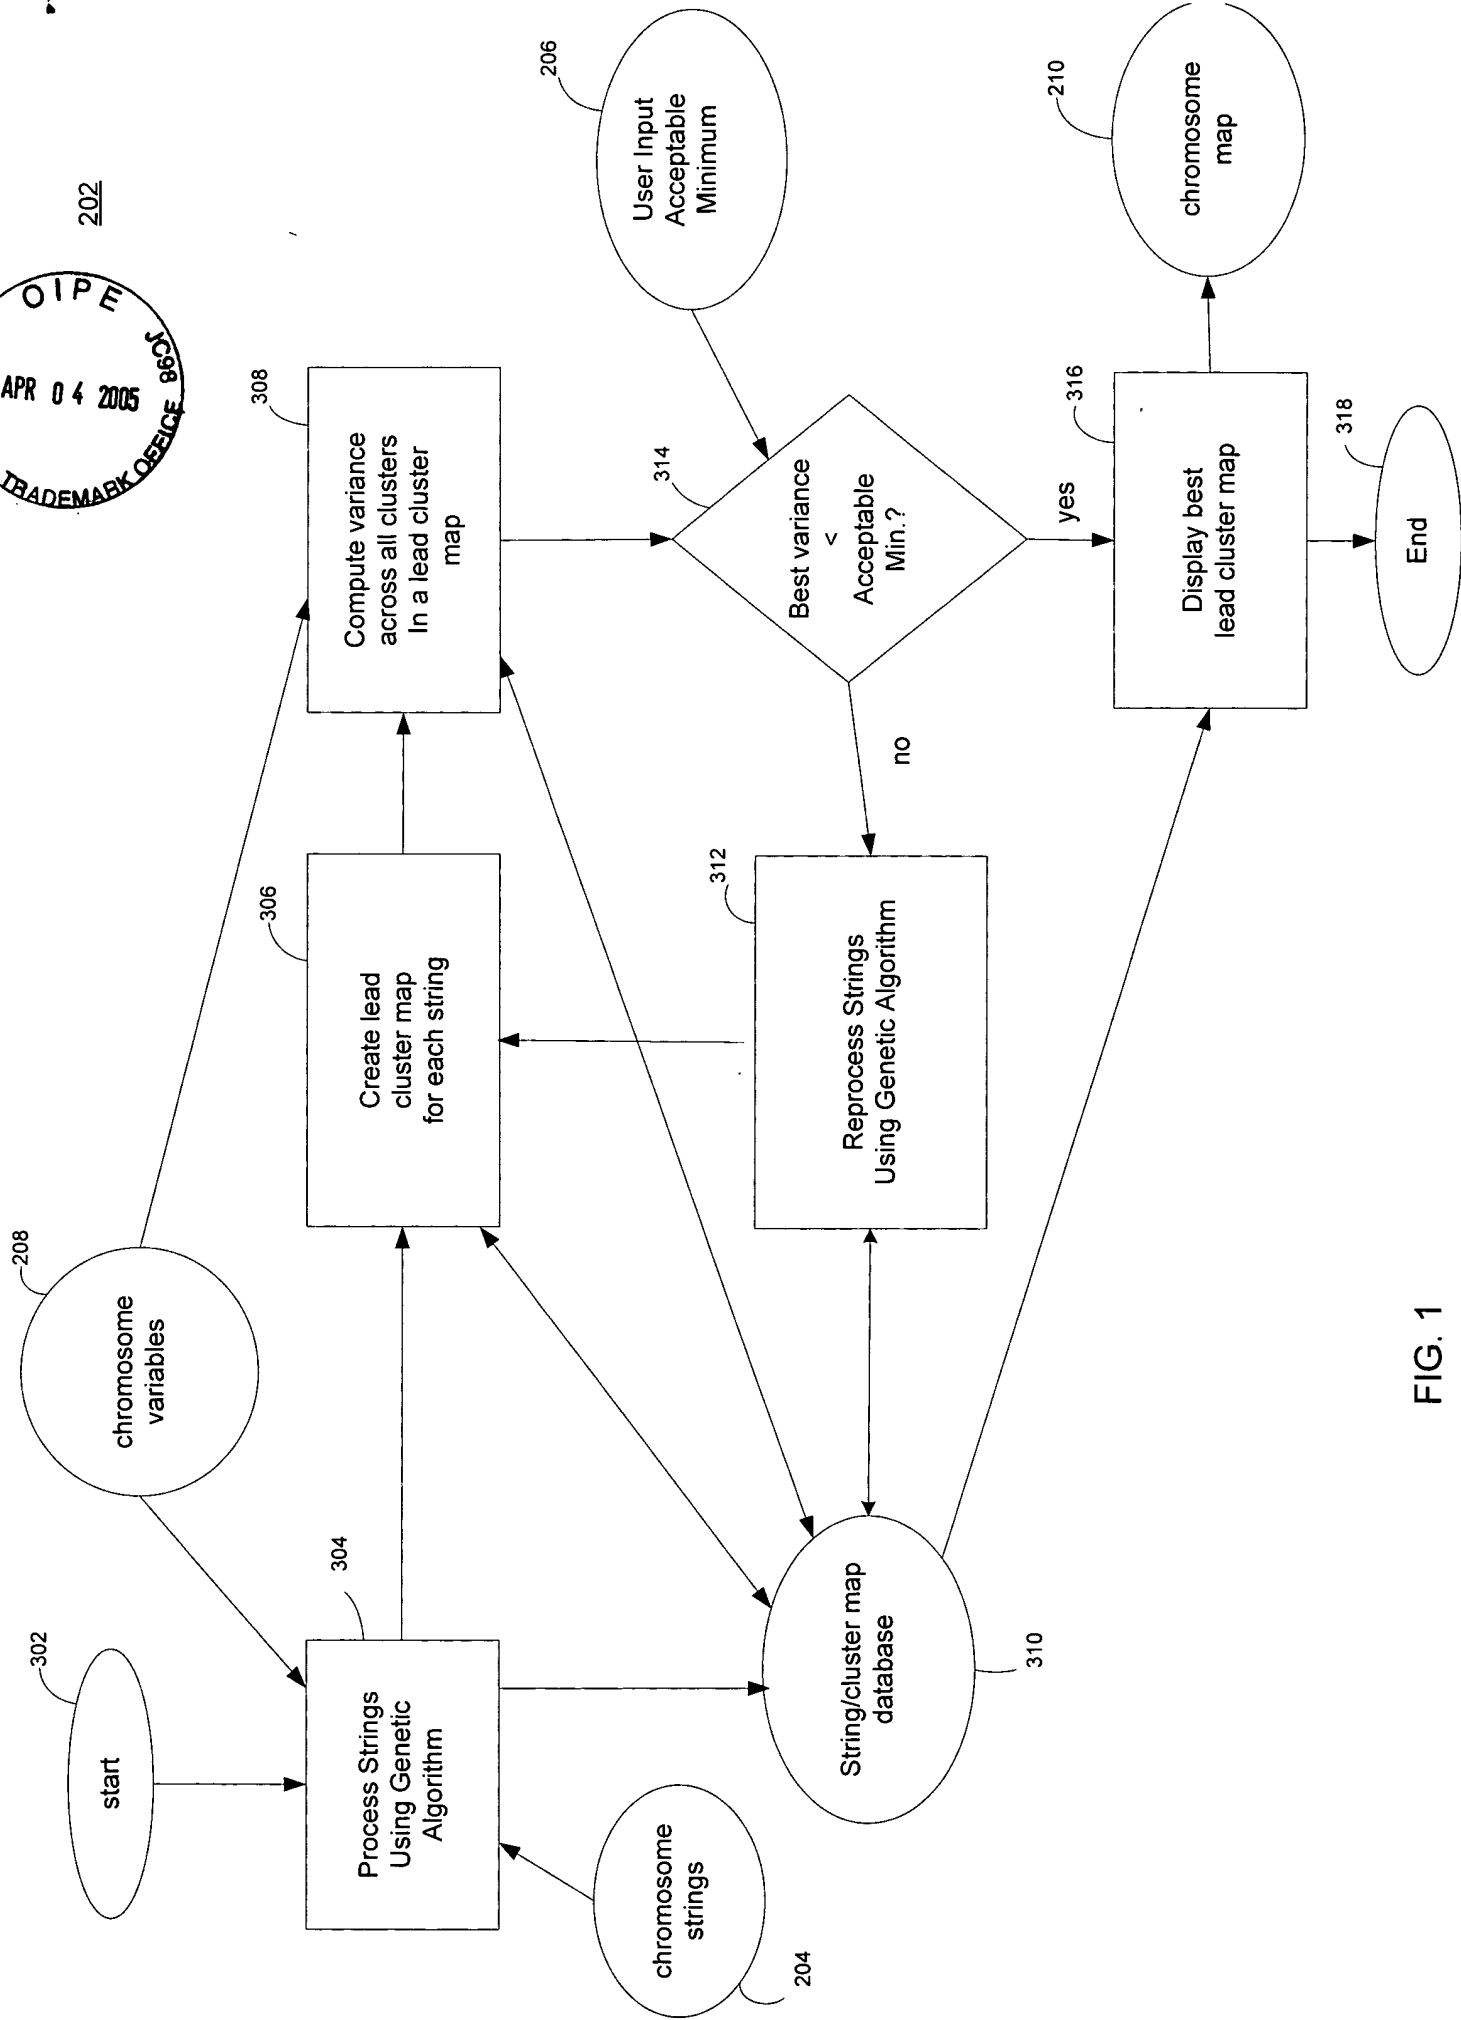 202
OIPE
APR 04 2005
JC98
TRADEMARK OFFICE
302
start
208
chromosome
variables
304
Process Strings
Using Genetic
Algorithm
306
Create lead
cluster map
for each string
308
Compute variance
across all clusters
In a lead cluster
map
206
User Input
Acceptable
Minimum
chromosome
strings
204
String/cluster map
database
310
312
Reprocess Strings
Using Genetic Algorithm
no
314
Best variance
<
Acceptable
Min.?
yes
316
Display best
lead cluster map
210
chromosome
map
318
End
FIG. 1